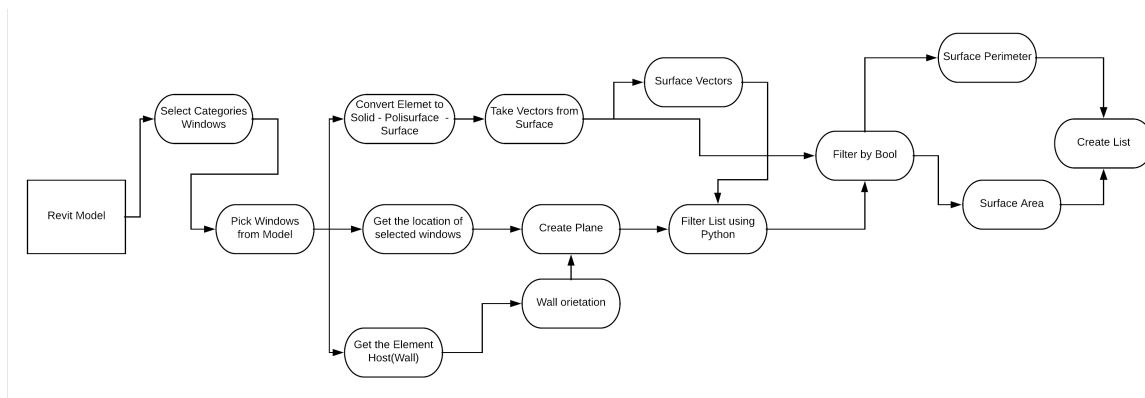 Revit Model
Select Categories
Windows
Pick Windows
from Model
Convert Elemet to
Solid - Polisurface - 
Surface
Take Vectors from
Surface
Surface Vectors
Get the location of
selected windows
Create Plane
Filter List using
Python
Wall orietation
Get the Element
Host(Wall)
Filter by Bool
Surface Perimeter
Surface Area
Create List